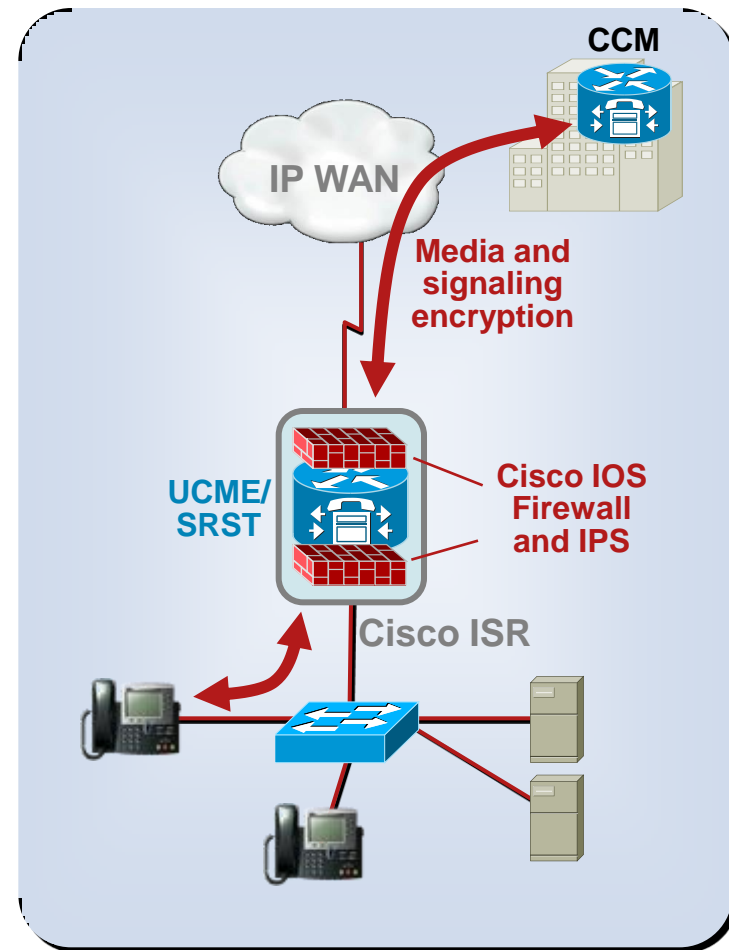 CCM
IP WAN
Media and
signaling
encryption
UCME/
SRST
Cisco IOS
Firewall
and IPS
Cisco ISR